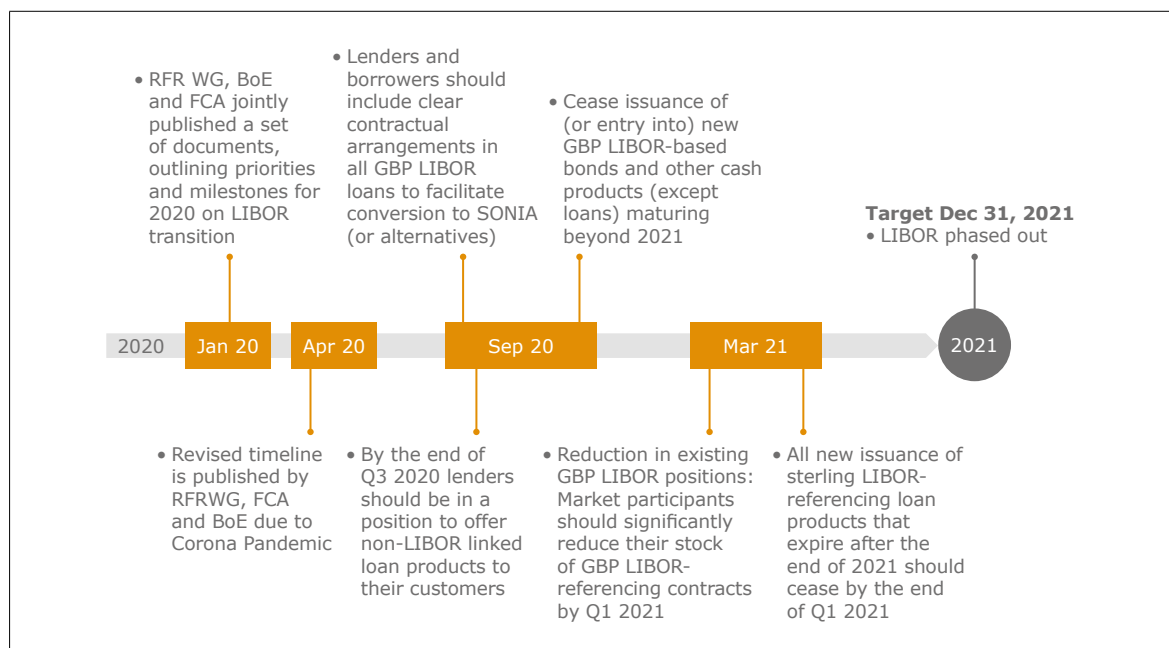 • RFR WG, BoE
and FCA jointly
published a set
of documents,
outlining priorities
and milestones for
2020 on LIBOR
transition
• Lenders and
borrowers should
include clear
contractual
arrangements in
all GBP LIBOR
loans to facilitate
conversion to SONIA
(or alternatives)
• Cease issuance of
(or entry into) new
GBP LIBOR-based
bonds and other cash
products (except
loans) maturing
beyond 2021
Target Dec 31, 2021
• LIBOR phased out
2020
Jan 20
Apr 20
Sep 20
Mar 21
2021
• Revised timeline
is published by
RFRWG, FCA
and BoE due to
Corona Pandemic
• By the end of
Q3 2020 lenders
should be in a
position to offer
non-LIBOR linked
loan products to
their customers
• Reduction in existing
GBP LIBOR positions:
Market participants
should significantly
reduce their stock
of GBP LIBOR-
referencing contracts
by Q1 2021
• All new issuance of
sterling LIBOR-
referencing loan
products that
expire after the
end of 2021 should
cease by the end
of Q1 2021